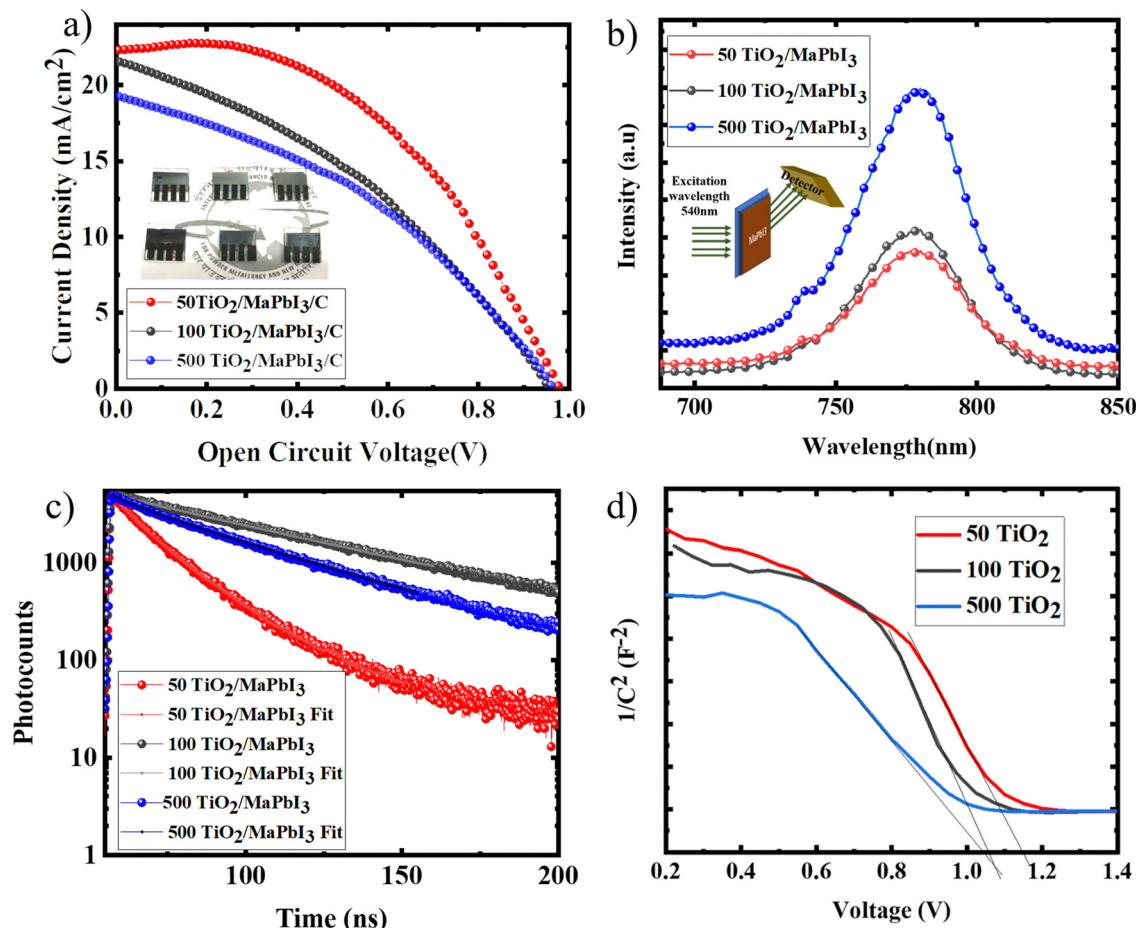 a)
Current Density (mA/cm²)
20
15
10
5
0
50TiO₂/MaPbI₃/C
100 TiO₂/MaPbI₃/C
500 TiO₂/MaPbI₃/C
0.0 0.2 0.4 0.6 0.8 1.0
Open Circuit Voltage(V)
FOR POWDER METALLURGY AND NEW
b)
Intensity (a.u)
50 TiO₂/MaPbI₃
100 TiO₂/MaPbI₃
500 TiO₂/MaPbI₃
Excitation
wavelength
540nm
MaPbI3
Detector
700 750 800 850
Wavelength(nm)
c)
Photocounts
1000
100
10
1
50 TiO₂/MaPbI₃
50 TiO₂/MaPbI₃ Fit
100 TiO₂/MaPbI₃
100 TiO₂/MaPbI₃ Fit
500 TiO₂/MaPbI₃
500 TiO₂/MaPbI₃ Fit
100 150 200
Time (ns)
d)
1/C² (F⁻²)
50 TiO₂
100 TiO₂
500 TiO₂
0.2 0.4 0.6 0.8 1.0 1.2 1.4
Voltage (V)